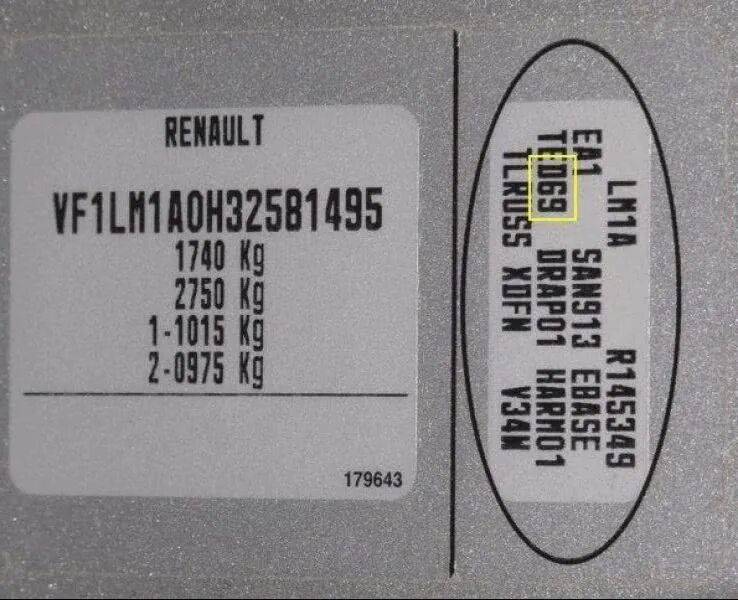 RENAULT
VF1LM1A0H32581495
1740 Kg
2750 Kg
1-1015 Kg
2-0975 Kg
179643
LM1A R145349
EA1 SAN913 EBASE
TED69 DRAP01 HARM01
TLRUSS XDFN V34M